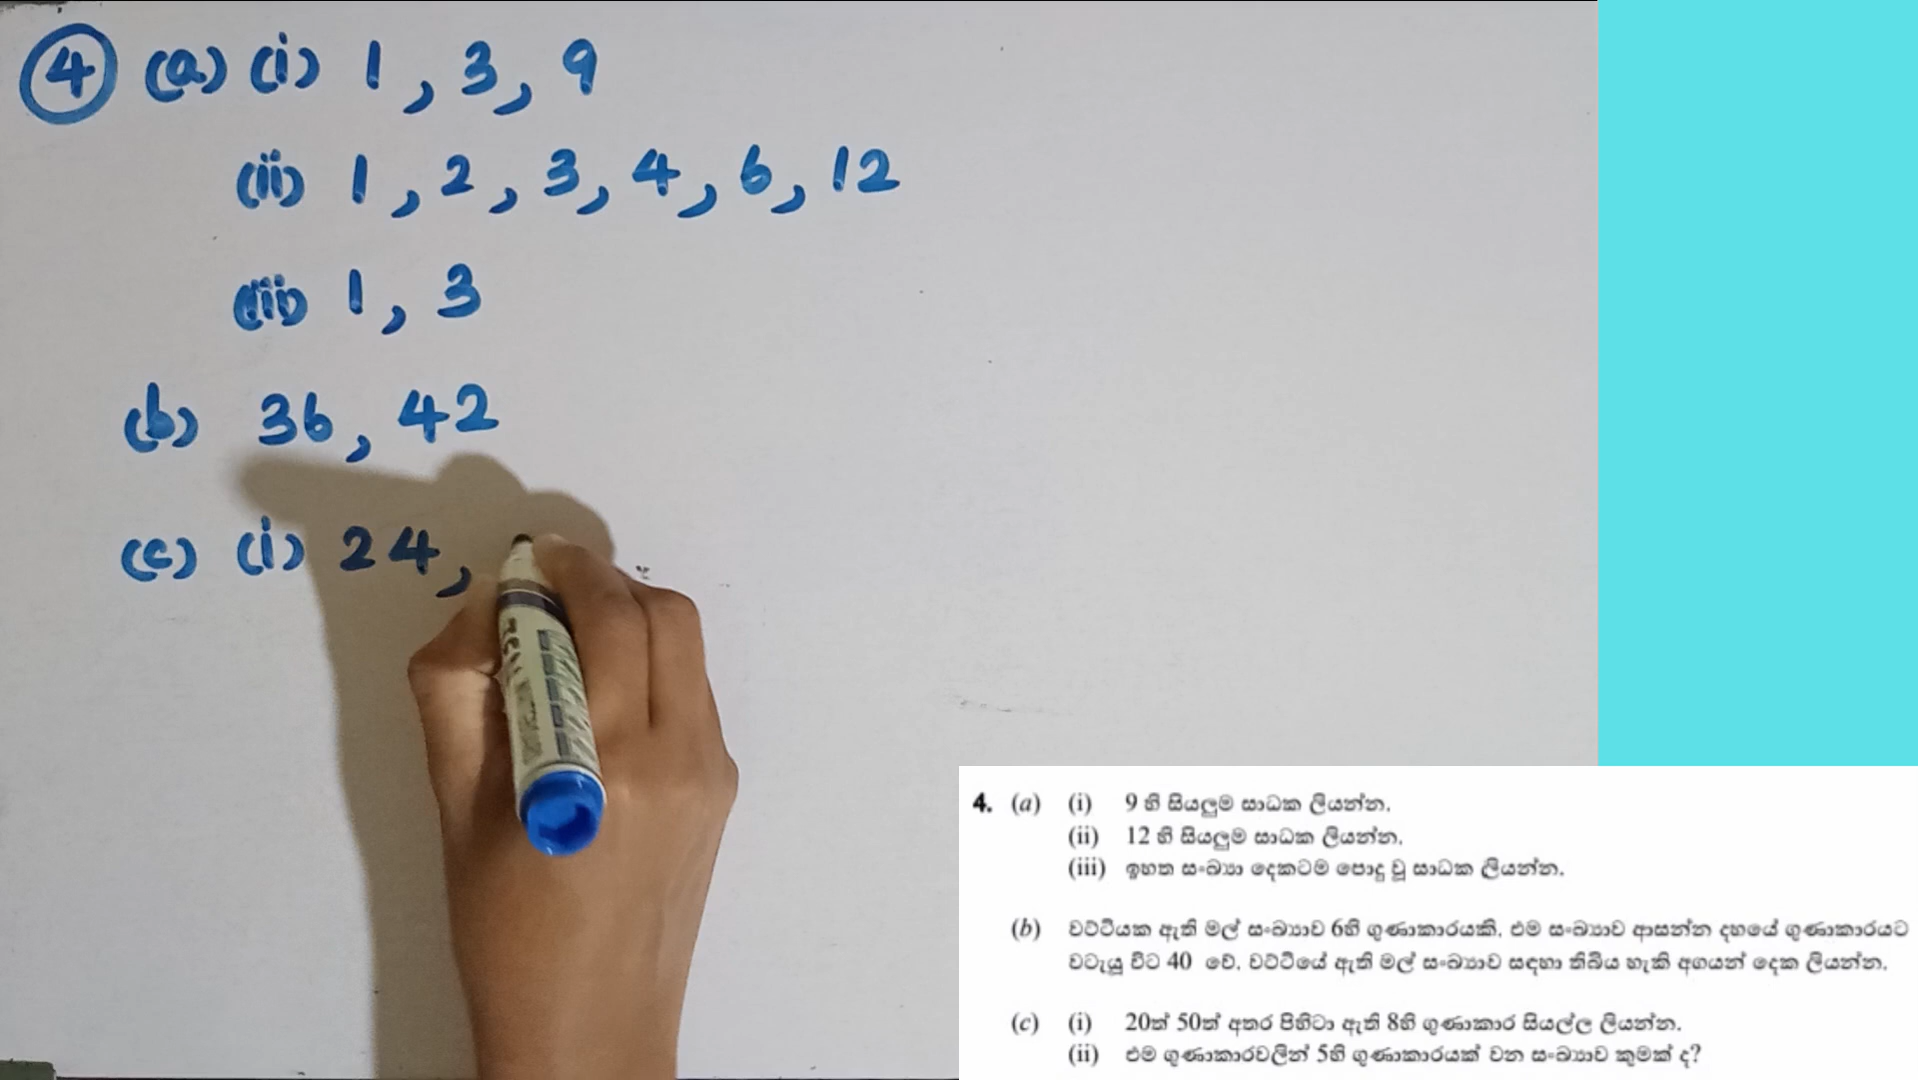 4 (a) (i) 1, 3, 9
(ii) 1, 2, 3, 4, 6, 12
(iii) 1, 3
(b) 36, 42
(c) (i) 24,
4. (a) (i) 9 හි සියලුම සාධක ලියන්න.
(ii) 12 හි සියලුම සාධක ලියන්න.
(iii) ඉහත සංඛ්‍යා දෙකටම පොදු වූ සාධක ලියන්න.
(b) වට්ටියක ඇති මල් සංඛ්‍යාව 6හි ගුණාකාරයකි. එම සංඛ්‍යාව ආසන්න දහයේ ගුණාකාරයට
වටැයූ විට 40 වේ. වට්ටියේ ඇති මල් සංඛ්‍යාව සඳහා තිබිය හැකි අගයන් දෙක ලියන්න.
(c) (i) 20ත් 50ත් අතර පිහිටා ඇති 8හි ගුණාකාර සියල්ල ලියන්න.
(ii) එම ගුණාකාරවලින් 5හි ගුණාකාරයක් වන සංඛ්‍යාව කුමක් ද?